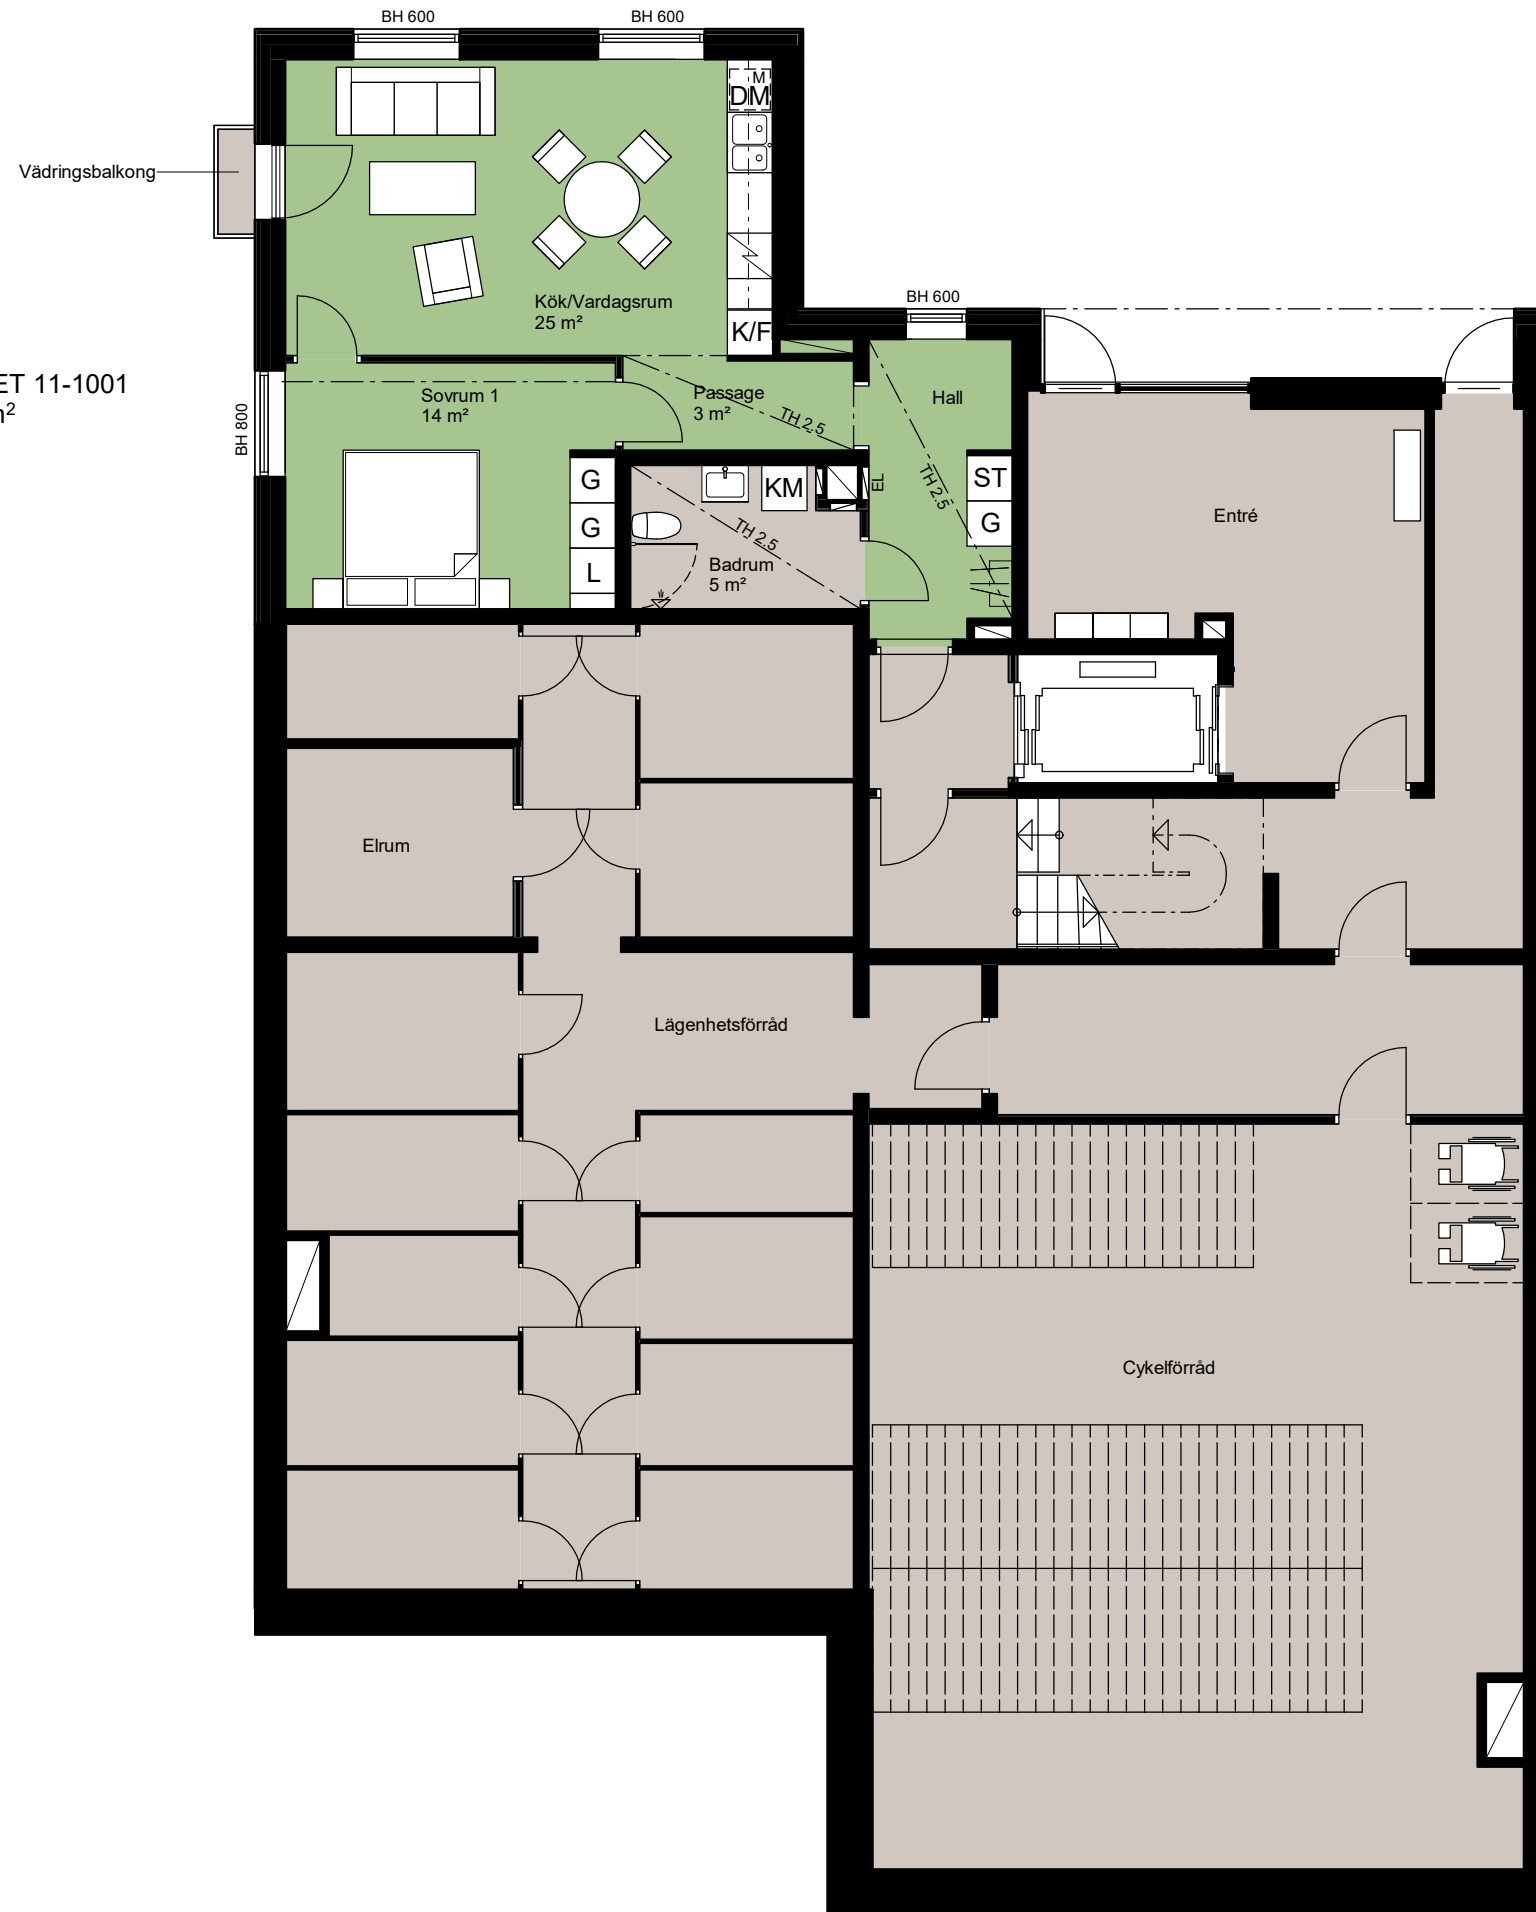 BH 600
BH 600
M
DM
Vädringsbalkong
Kök/Vardagsrum
25 m²
K/F
BH 600
ET 11-1001
m²
BH 800
Sovrum 1
14 m²
Passage
3 m²
TH 2.5
Hall
G
G
L
KM
EL
TH 2.5
ST
G
TH 2.5
Badrum
5 m²
Entré
Elrum
Lägenhetsförråd
Cykelförråd